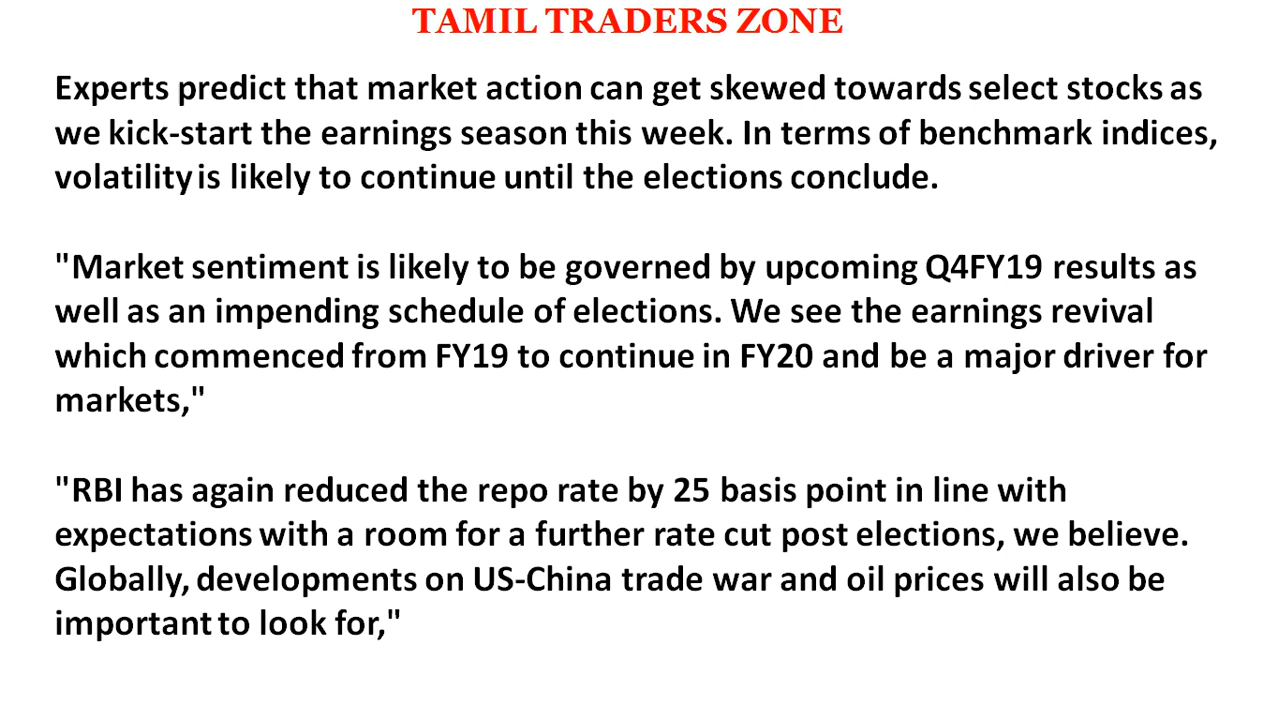 TAMIL TRADERS ZONE
Experts predict that market action can get skewed towards select stocks as
we kick-start the earnings season this week. In terms of benchmark indices,
volatility is likely to continue until the elections conclude.
"Market sentiment is likely to be governed by upcoming Q4FY19 results as
well as an impending schedule of elections. We see the earnings revival
which commenced from FY19 to continue in FY20 and be a major driver for
markets,"
"RBI has again reduced the repo rate by 25 basis point in line with
expectations with a room for a further rate cut post elections, we believe.
Globally, developments on US-China trade war and oil prices will also be
important to look for,"